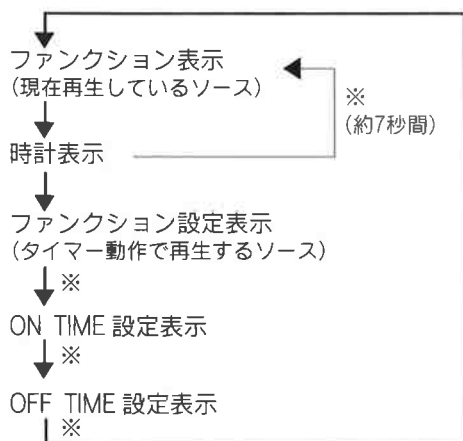 ファンクション表示
(現在再生しているソース)
※
(約7秒間)
時計表示
ファンクション設定表示
(タイマー動作で再生するソース)
※
ON TIME 設定表示
※
OFF TIME 設定表示
※